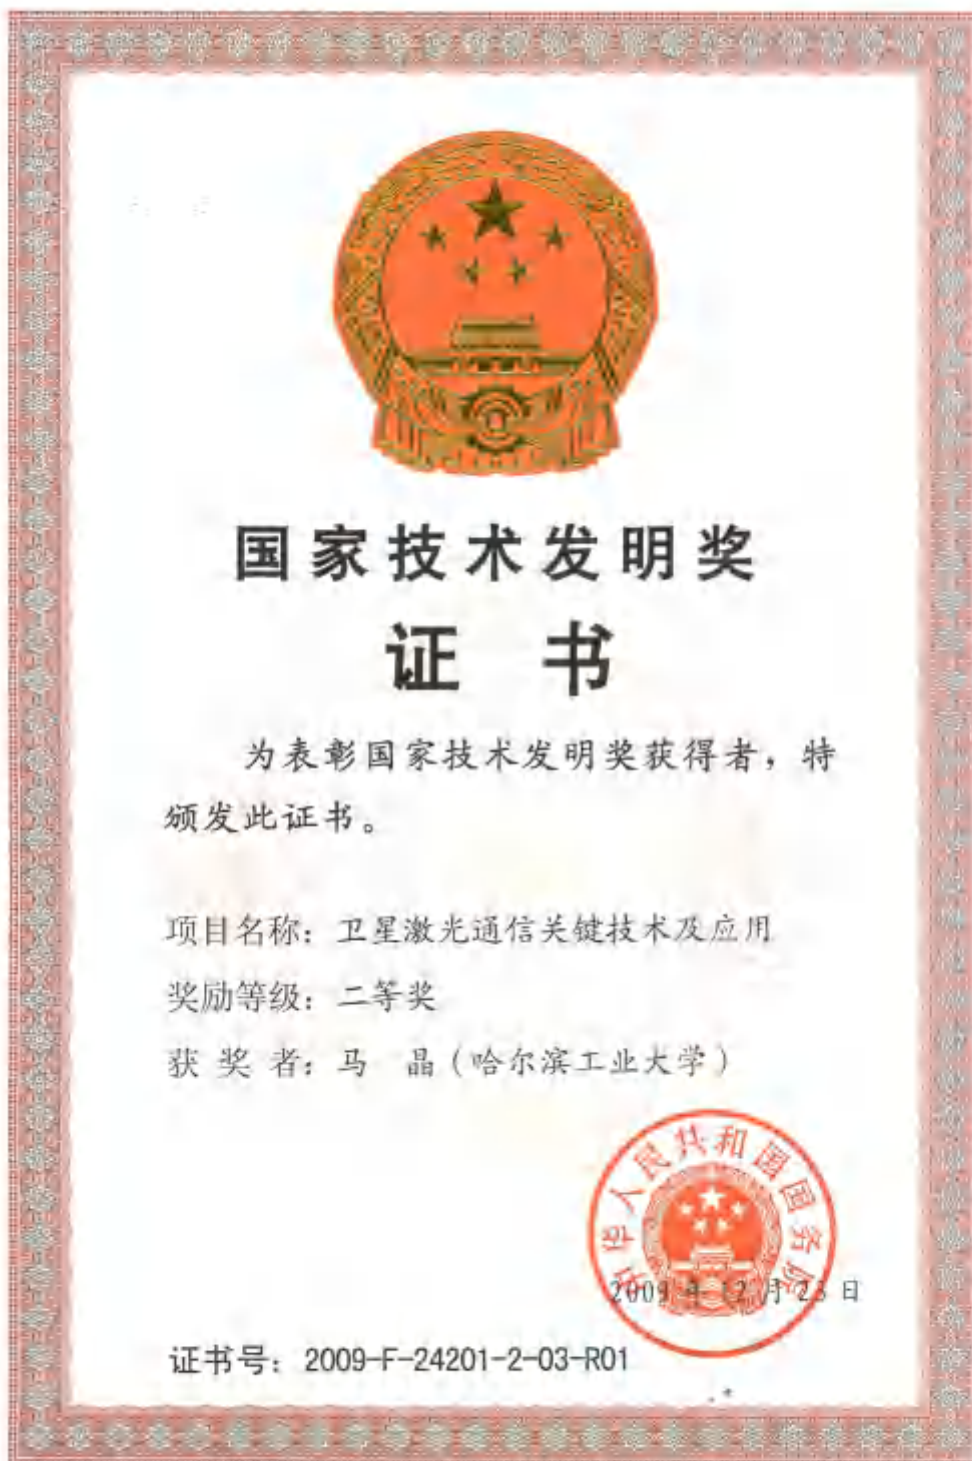 国家技术发明奖
证 书
为表彰国家技术发明奖获得者，特
颁发此证书。
项目名称：卫星激光通信关键技术及应用
奖励等级：二等奖
获 奖 者：马 晶（哈尔滨工业大学）
中华人民共和国国务院
2009年12月23日
证书号：2009-F-24201-2-03-R01